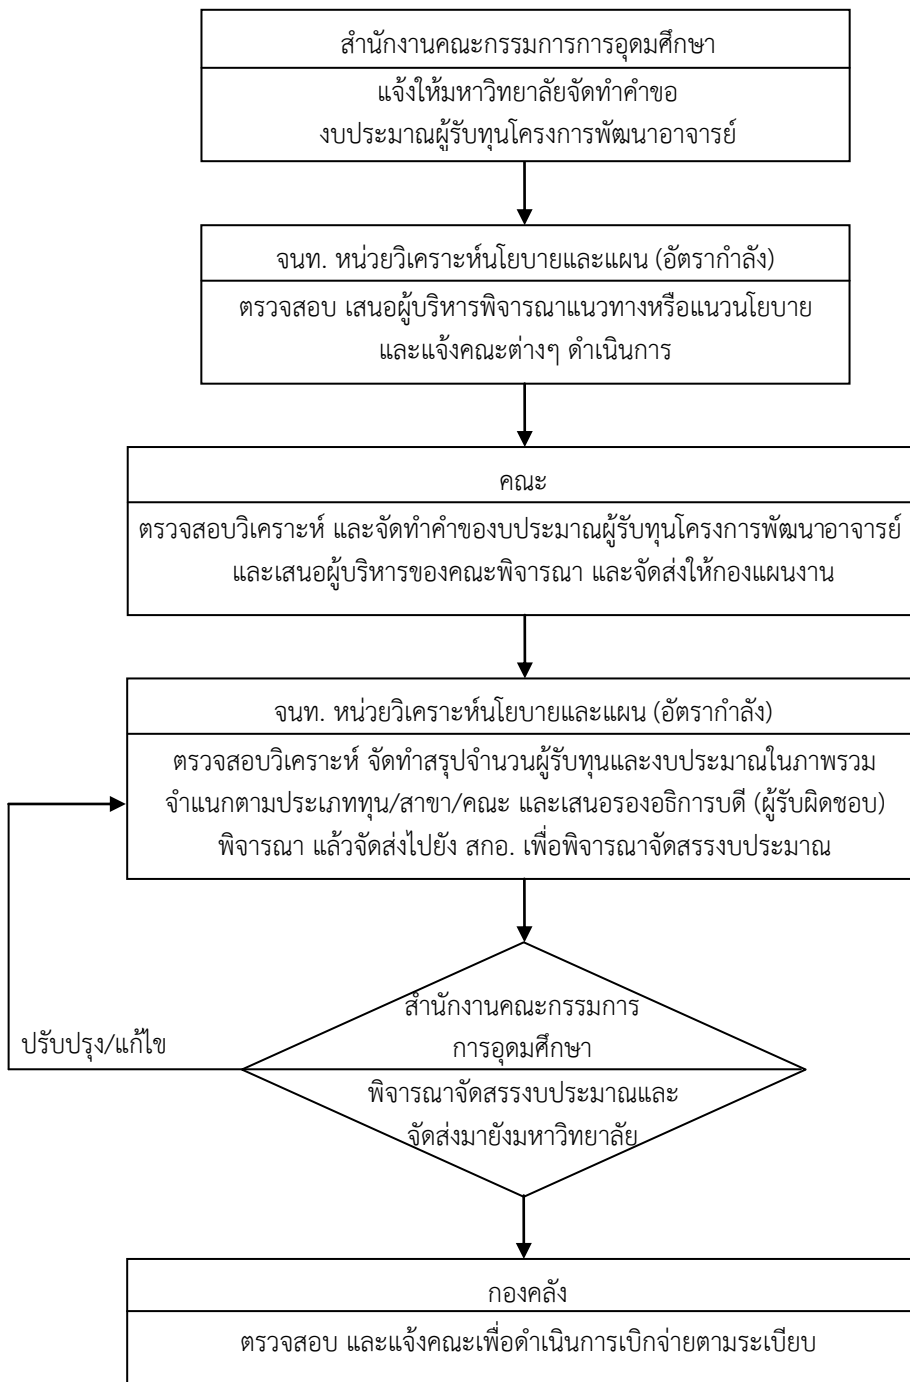 สำนักงานคณะกรรมการการอุดมศึกษา
แจ้งให้มหาวิทยาลัยจัดทำคำขอ
งบประมาณผู้รับทุนโครงการพัฒนาอาจารย์
จนท. หน่วยวิเคราะห์นโยบายและแผน (อัตรากำลัง)
ตรวจสอบ เสนอผู้บริหารพิจารณาแนวทางหรือแนวนโยบาย
และแจ้งคณะต่างๆ ดำเนินการ
คณะ
ตรวจสอบวิเคราะห์ และจัดทำคำของบประมาณผู้รับทุนโครงการพัฒนาอาจารย์
และเสนอผู้บริหารของคณะพิจารณา และจัดส่งให้กองแผนงาน
จนท. หน่วยวิเคราะห์นโยบายและแผน (อัตรากำลัง)
ตรวจสอบวิเคราะห์ จัดทำสรุปจำนวนผู้รับทุนและงบประมาณในภาพรวม
จำแนกตามประเภททุน/สาขา/คณะ และเสนอรองอธิการบดี (ผู้รับผิดชอบ)
พิจารณา แล้วจัดส่งไปยัง สกอ. เพื่อพิจารณาจัดสรรงบประมาณ
สำนักงานคณะกรรมการ
การอุดมศึกษา
ปรับปรุง/แก้ไข
พิจารณาจัดสรรงบประมาณและ
จัดส่งมายังมหาวิทยาลัย
กองคลัง
ตรวจสอบ และแจ้งคณะเพื่อดำเนินการเบิกจ่ายตามระเบียบ